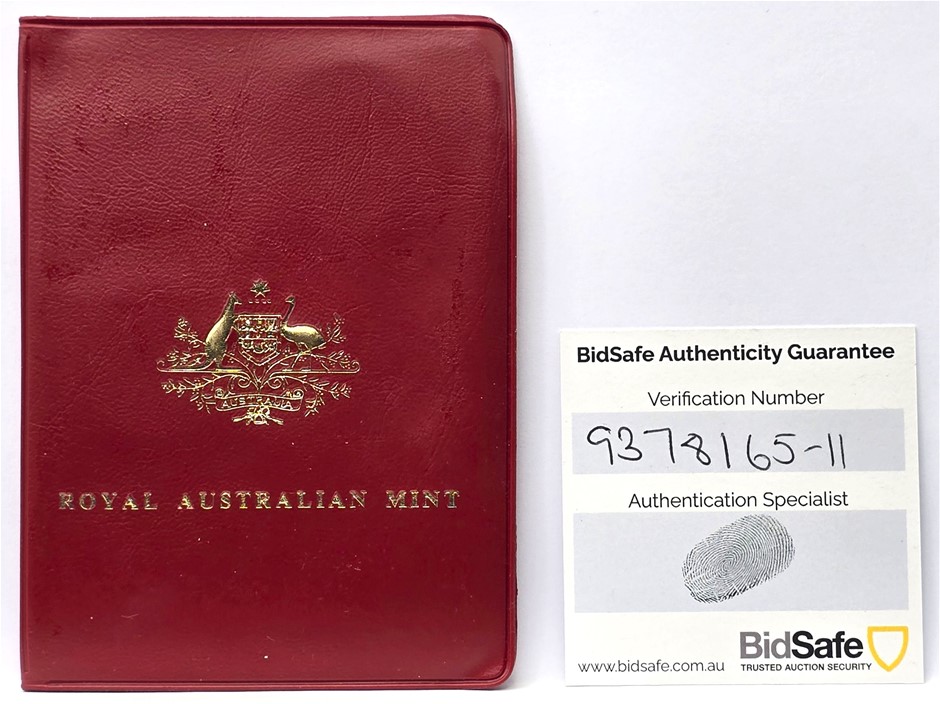 AUSTRALIA
ROYAL AUSTRALIAN MINT
BidSafe Authenticity Guarantee
Verification Number
9378165-11
Authentication Specialist
www.bidsafe.com.au
BidSafe
TRUSTED AUCTION SECURITY